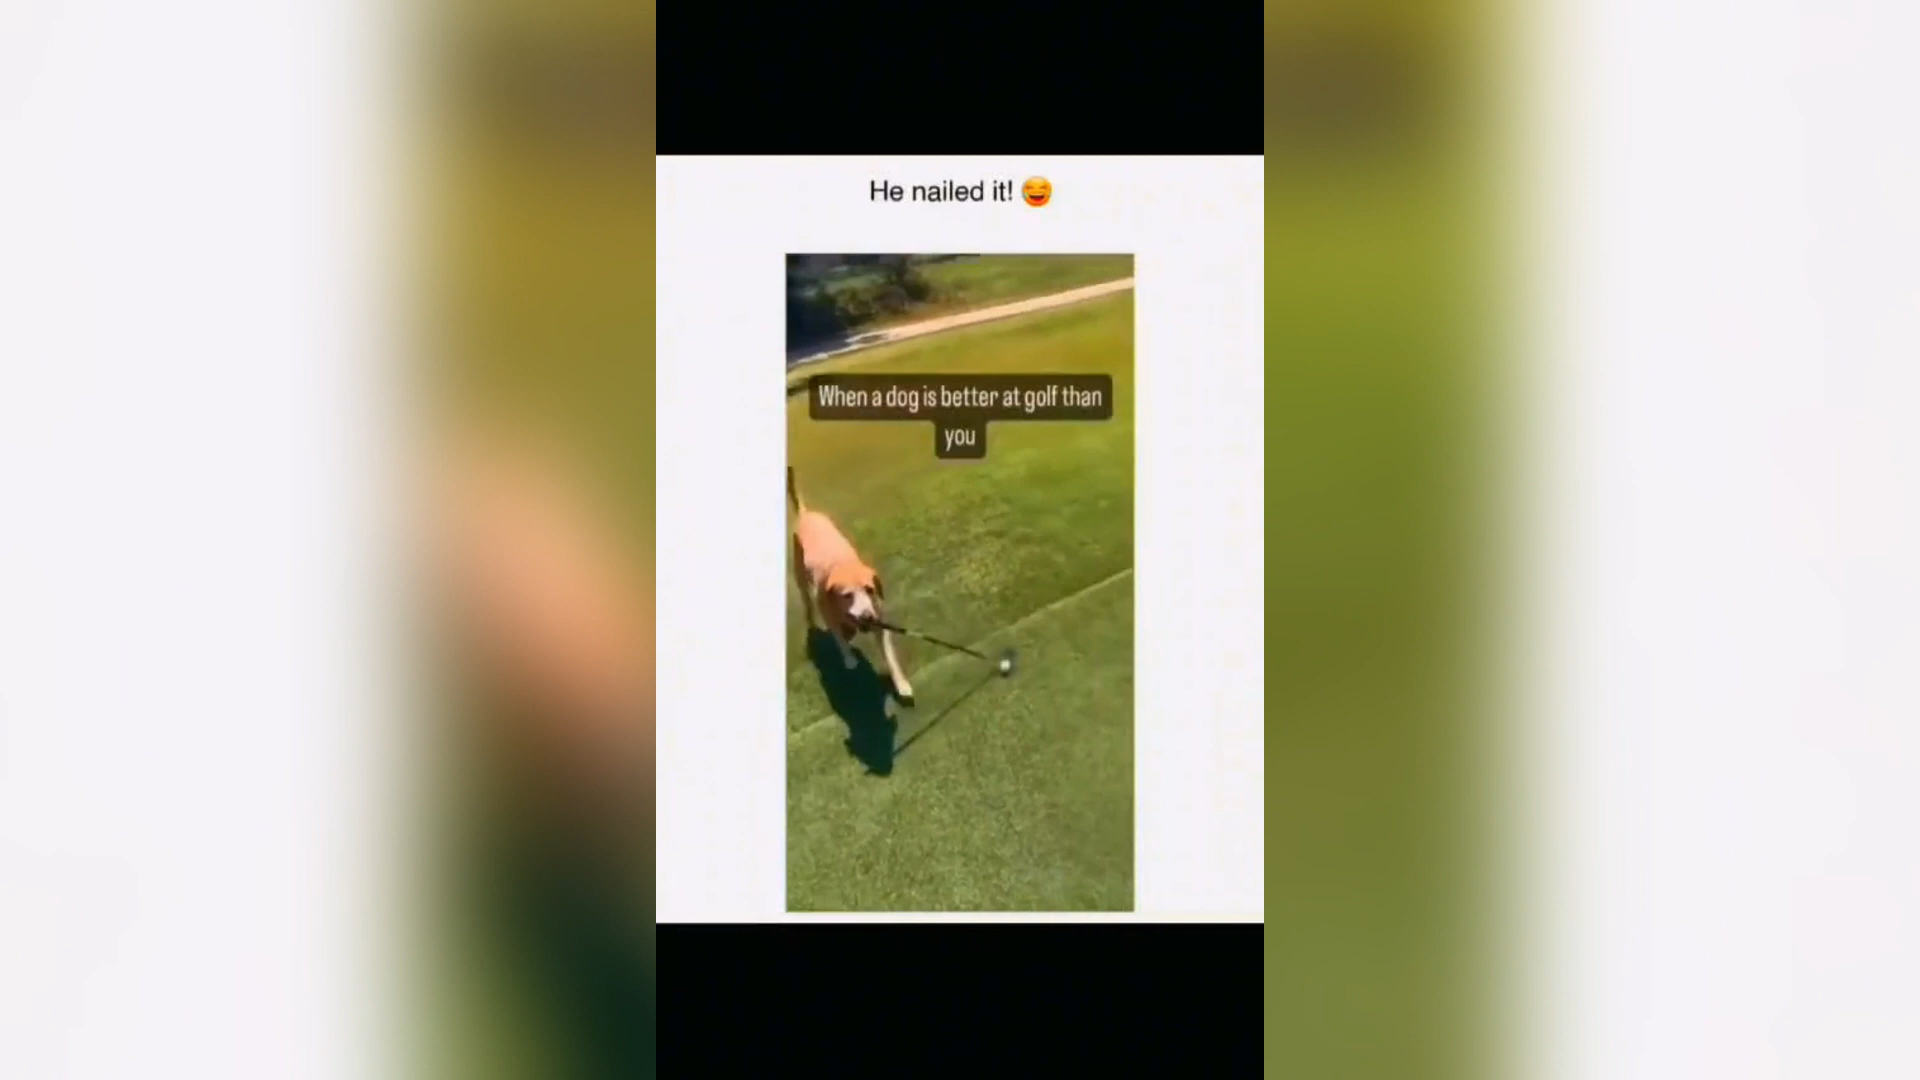 He nailed it! 😆
When a dog is better at golf than
you